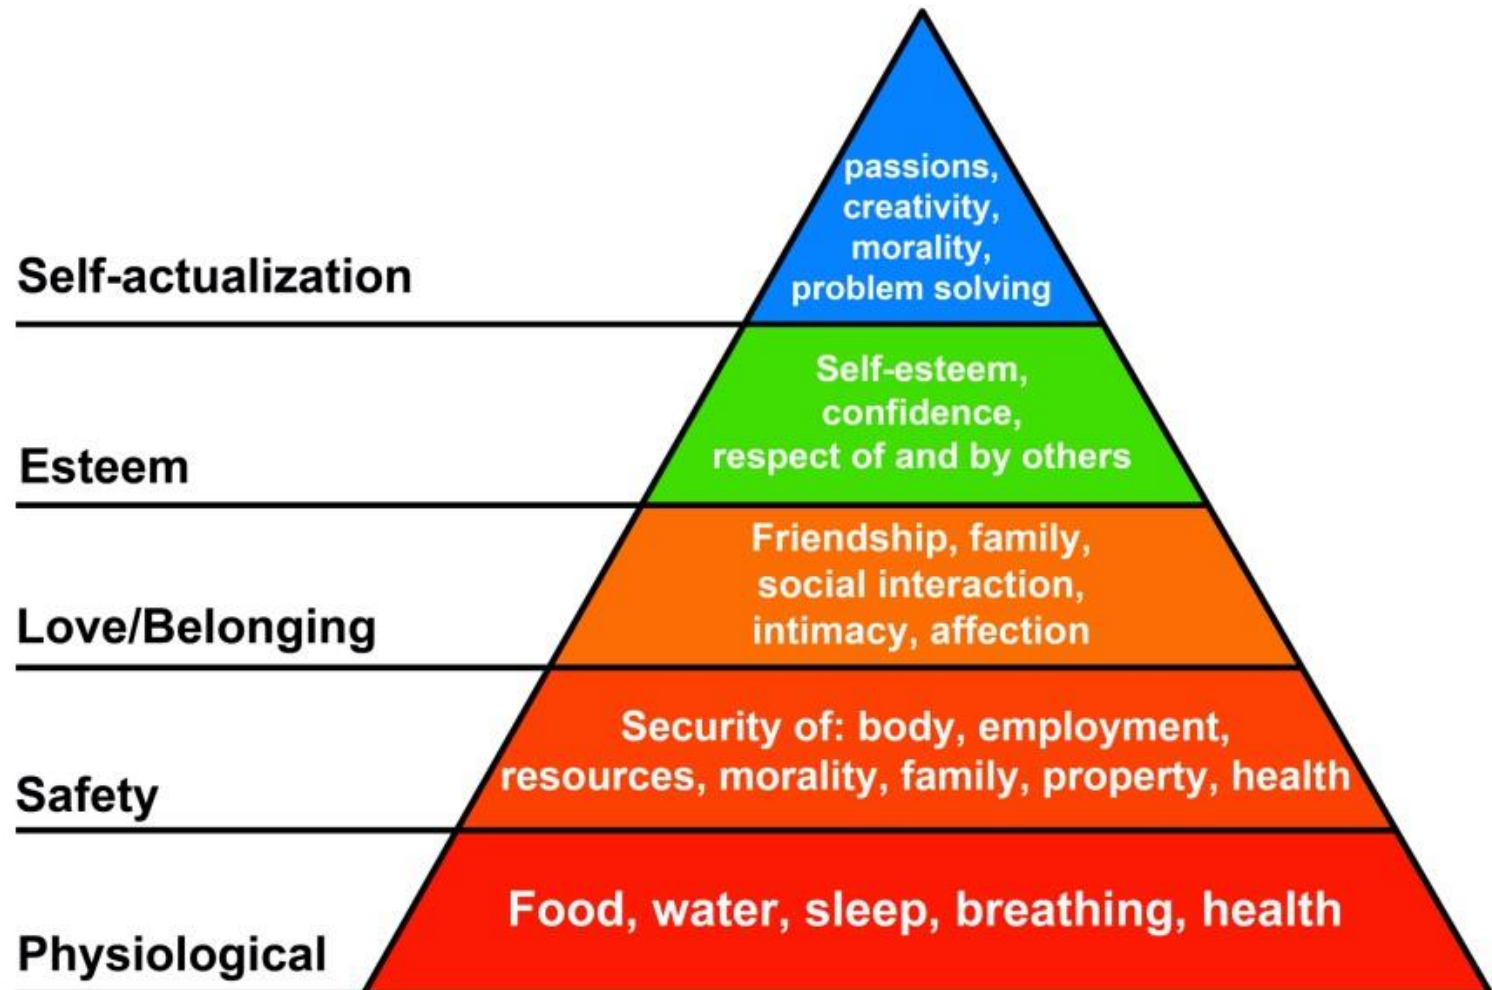 passions,
creativity,
morality,
problem solving
Self-actualization
Self-esteem,
confidence,
respect of and by others
Esteem
Friendship, family,
social interaction,
intimacy, affection
Love/Belonging
Security of: body, employment,
resources, morality, family, property, health
Safety
Food, water, sleep, breathing, health
Physiological